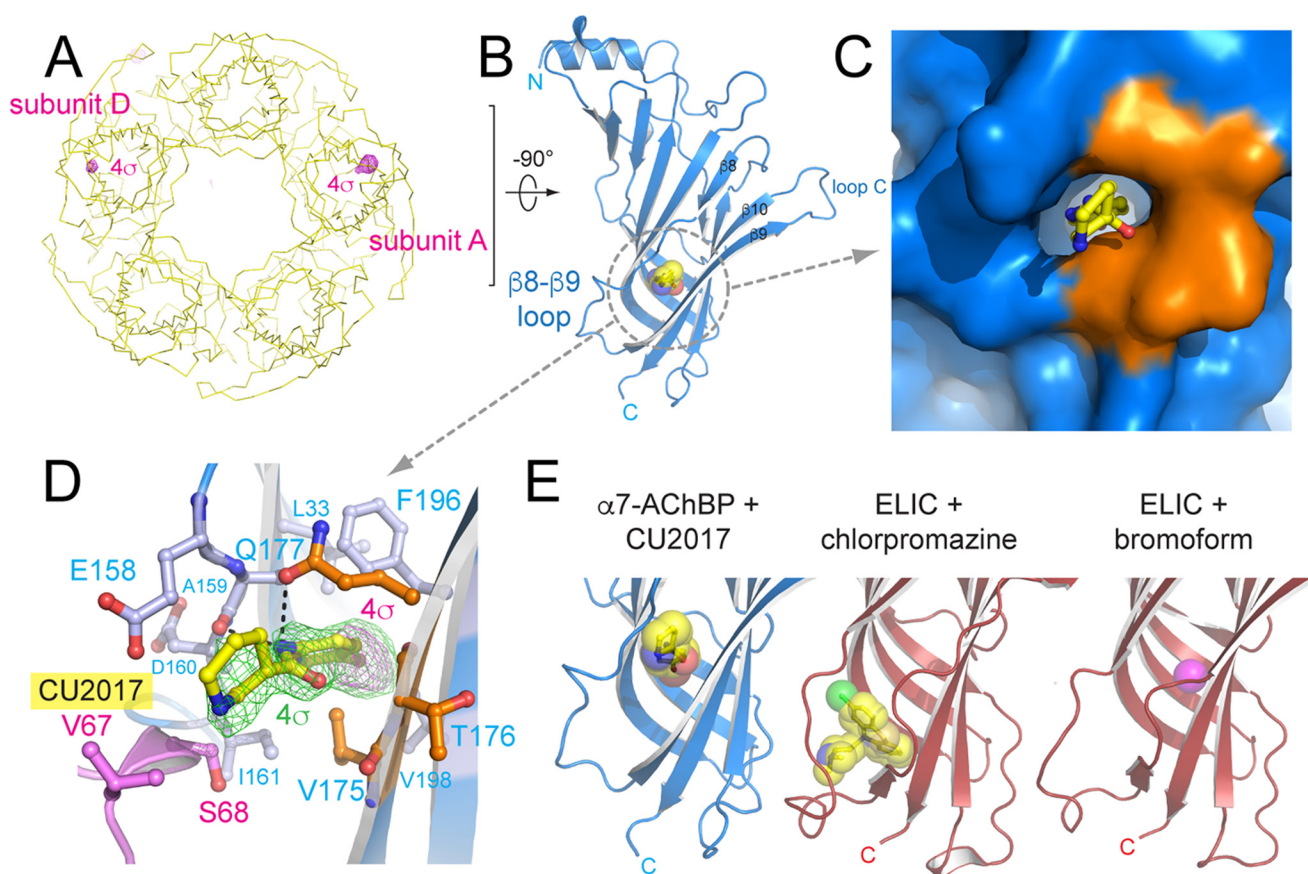 A
subunit D
4σ
4σ
subunit A
B
N
-90°
β8
loop C
β10
β9
β8-β9
loop
C
C
D
L33
F196
Q177
E158
A159
4σ
D160
CU2017
4σ
V67
T176
I161
V175
V198
S68
E
α7-AChBP +
CU2017
ELIC +
chlorpromazine
ELIC +
bromoform
C
C
C